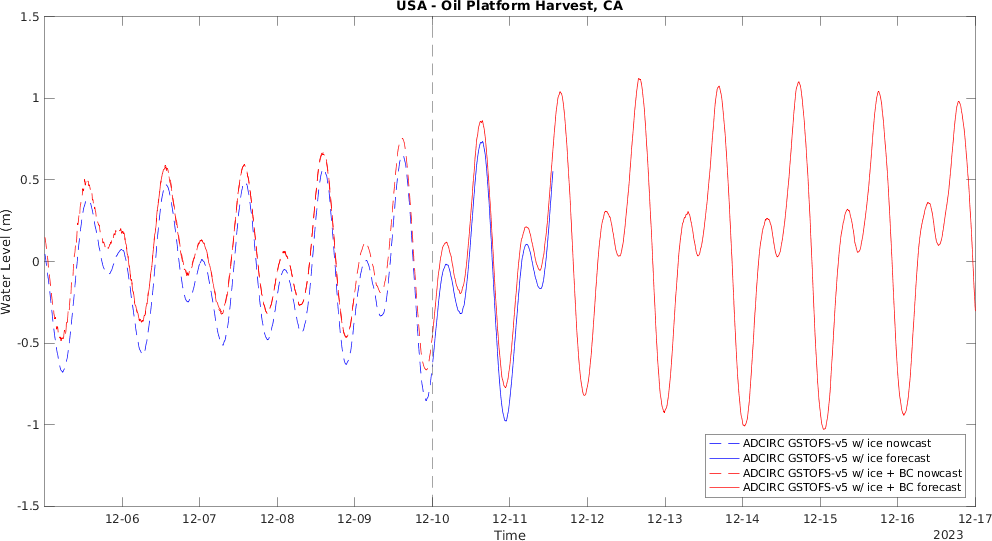 USA - Oil Platform Harvest, CA
1.5
1
0.5
0
-0.5
-1
-1.5
Water Level (m)
12-06 12-07 12-08 12-09 12-10 12-11 12-12 12-13 12-14 12-15 12-16 12-17
Time
2023
ADCIRC GSTOFS-v5 w/ ice nowcast
ADCIRC GSTOFS-v5 w/ ice forecast
ADCIRC GSTOFS-v5 w/ ice + BC nowcast
ADCIRC GSTOFS-v5 w/ ice + BC forecast